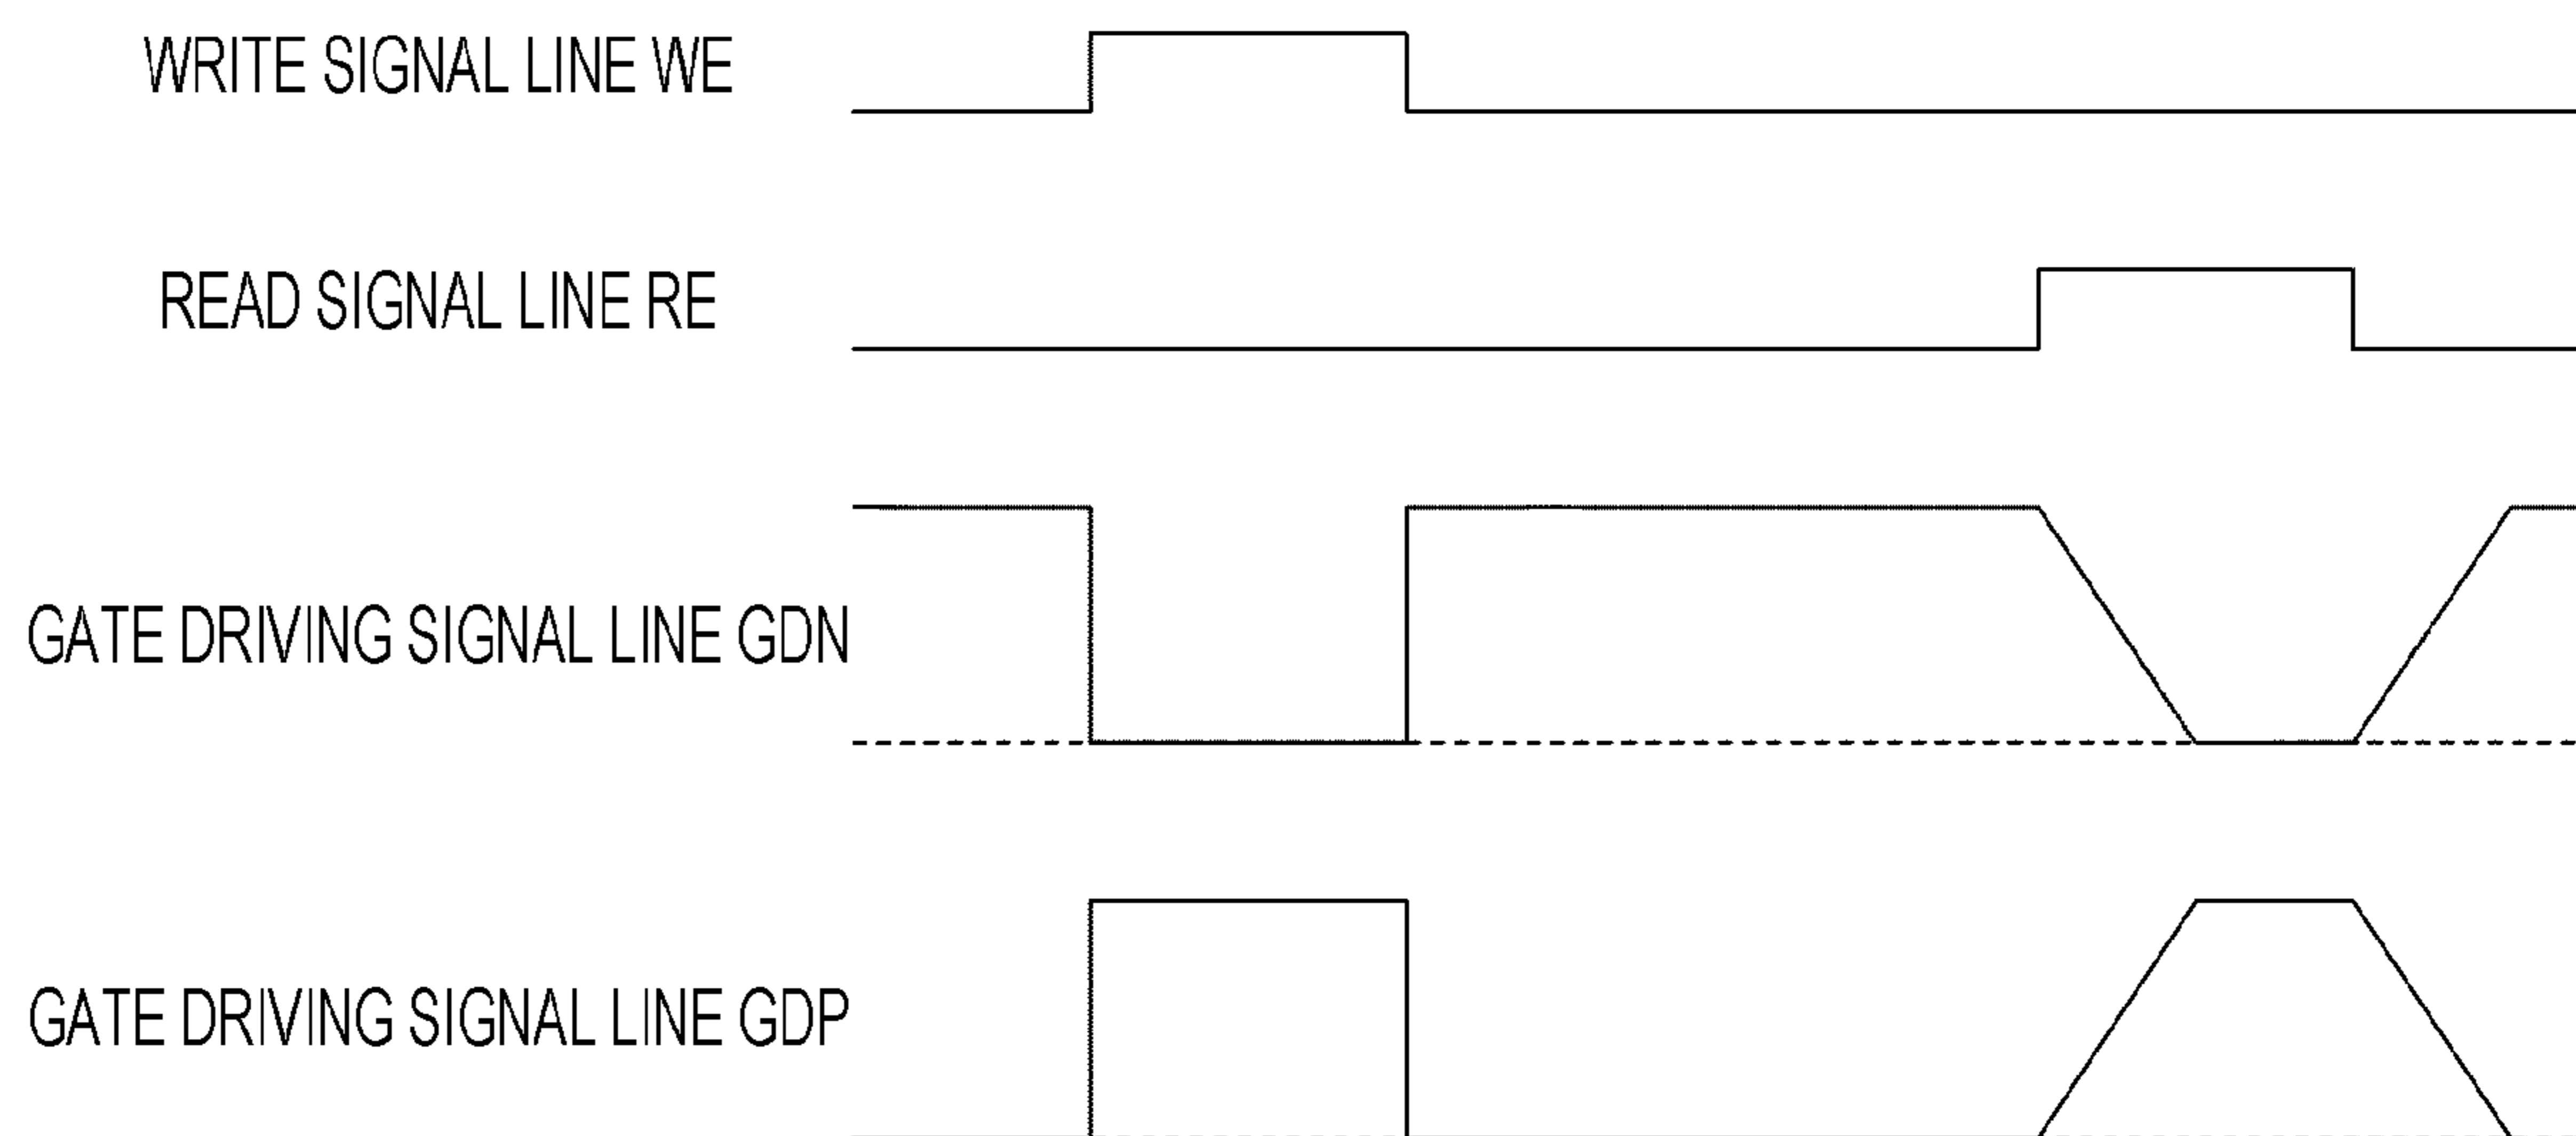 WRITE SIGNAL LINE WE
READ SIGNAL LINE RE
GATE DRIVING SIGNAL LINE GDN
GATE DRIVING SIGNAL LINE GDP